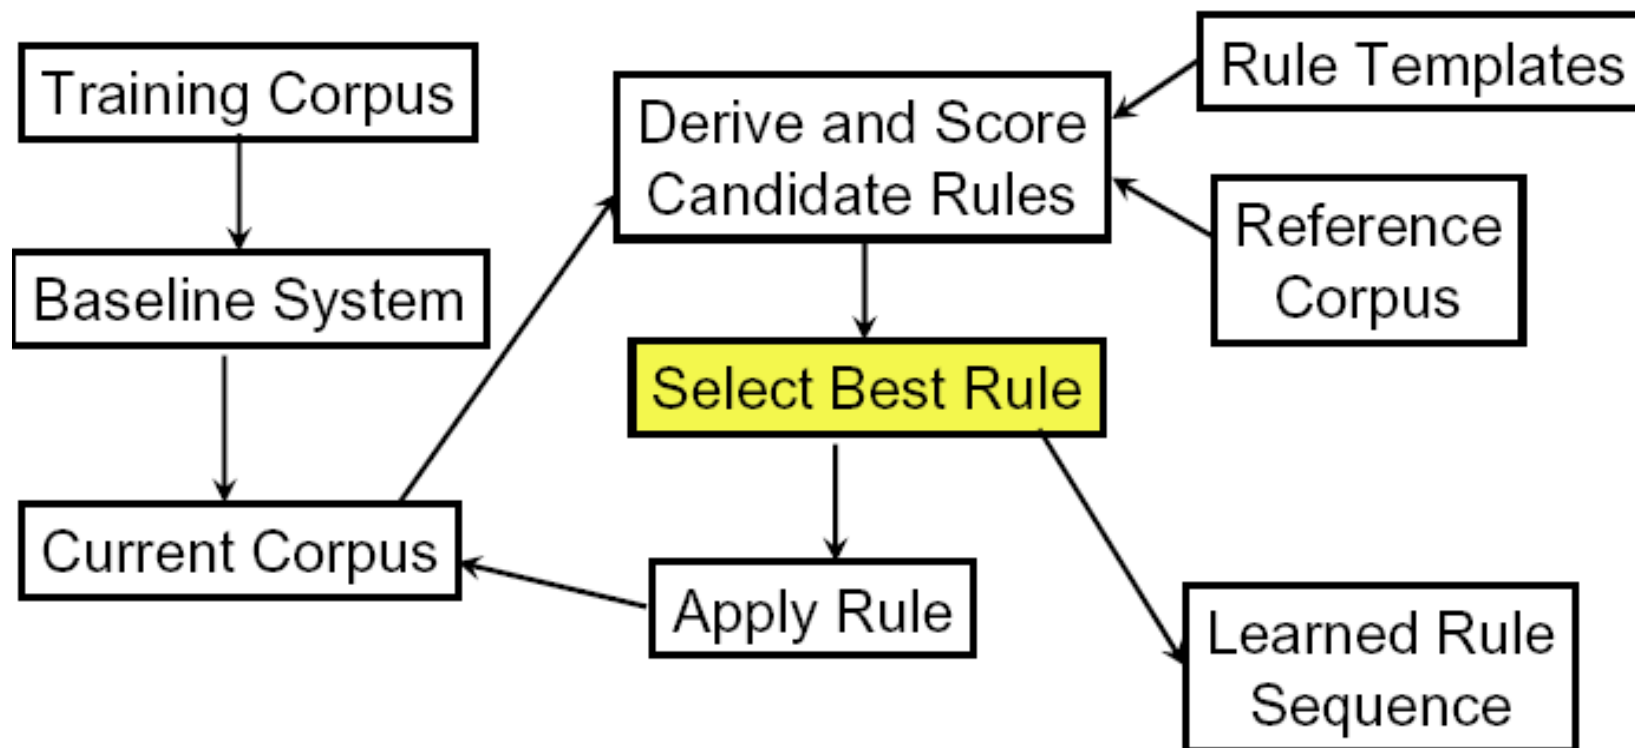 Training Corpus
Baseline System
Current Corpus
Derive and Score
Candidate Rules
Select Best Rule
Apply Rule
Rule Templates
Reference
Corpus
Learned Rule
Sequence